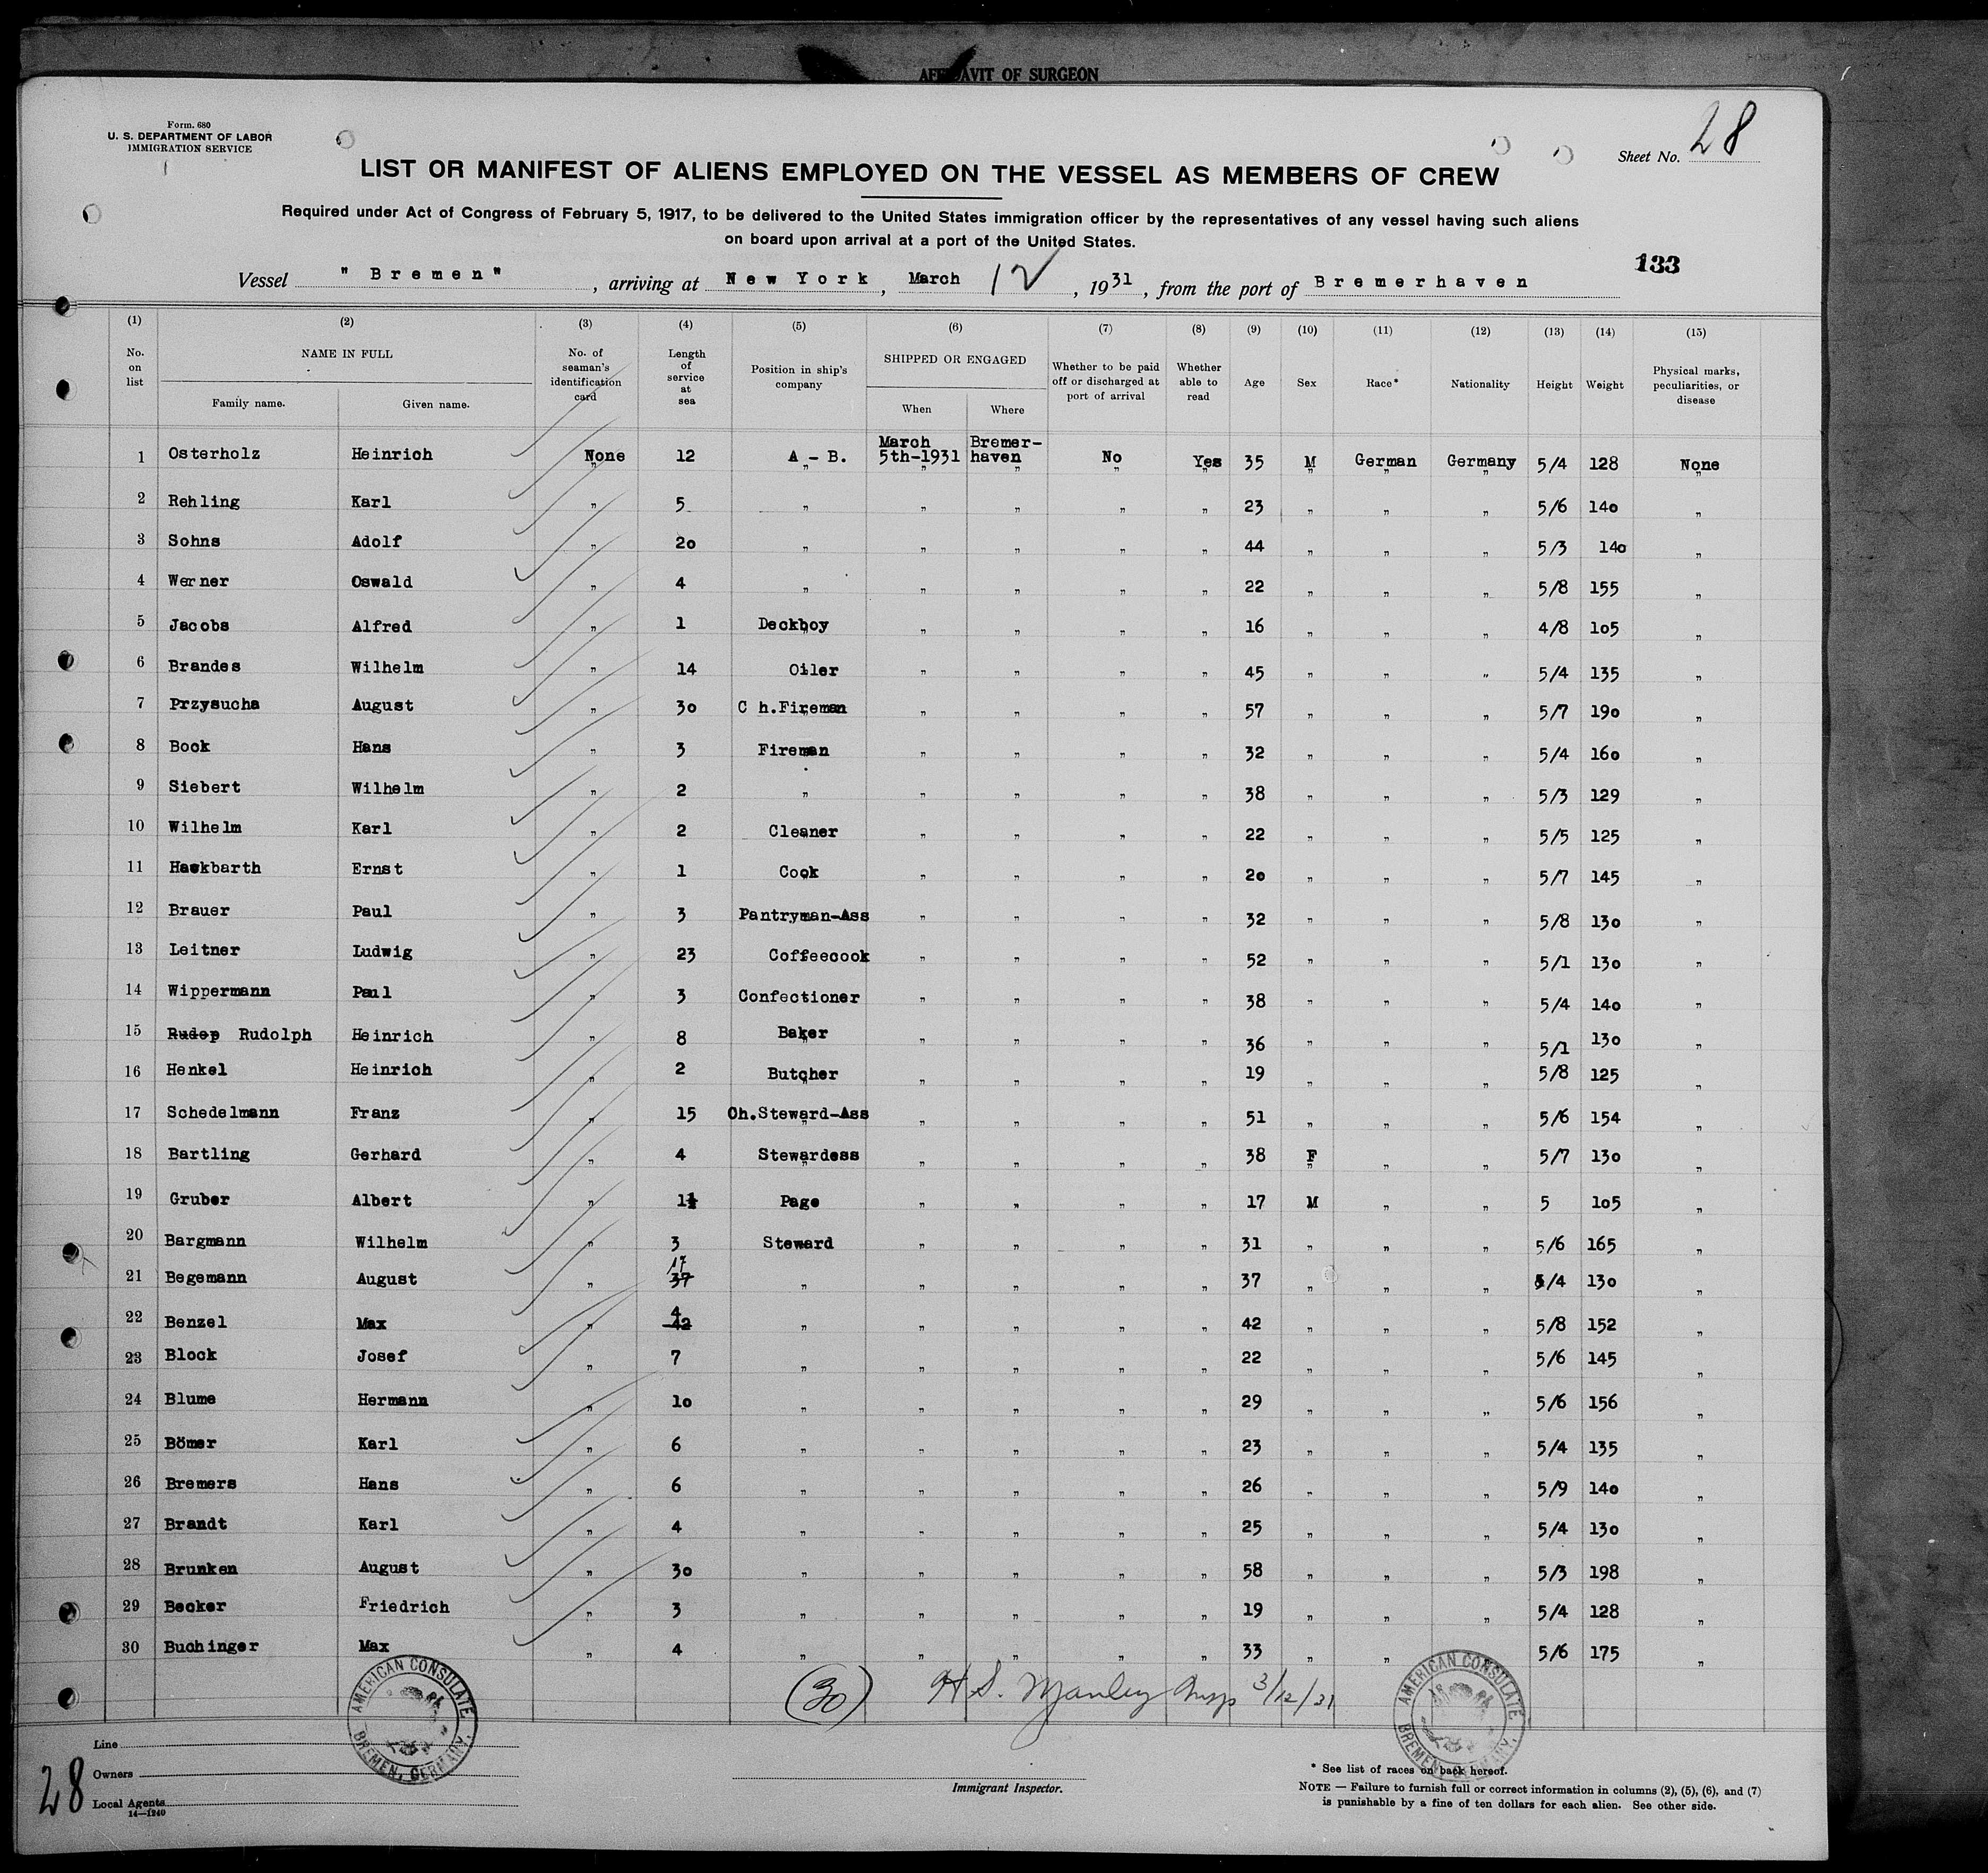 AFFIDAVIT OF SURGEON
Form. 680
U. S. DEPARTMENT OF LABOR
IMMIGRATION SERVICE
Sheet No. 28
LIST OR MANIFEST OF ALIENS EMPLOYED ON THE VESSEL AS MEMBERS OF CREW
Required under Act of Congress of February 5, 1917, to be delivered to the United States immigration officer by the representatives of any vessel having such aliens
on board upon arrival at a port of the United States.
133
Vessel " Bremen" , arriving at New York , March 12 , 1931 , from the port of Bremerhaven
(1) (2) (3) (4) (5) (6) (7) (8) (9) (10) (11) (12) (13) (14) (15)
No. on list NAME IN FULL Family name. Given name. No. of seaman's identification card Length of service at sea Position in ship's company SHIPPED OR ENGAGED When Where Whether to be paid off or discharged at port of arrival Whether able to read Age Sex Race* Nationality Height Weight Physical marks, peculiarities, or disease
1 Osterholz Heinrich None 12 A - B. March 5th-1931 Bremer-haven No Yes 35 M German Germany 5/4 128 None
2 Rehling Karl " 5 " " " " " 23 " " " 5/6 140 "
3 Sohns Adolf " 20 " " " " " 44 " " " 5/3 140 "
4 Werner Oswald " 4 " " " " " 22 " " " 5/8 155 "
5 Jacobs Alfred " 1 Deckboy " " " " 16 " " " 4/8 105 "
6 Brandes Wilhelm " 14 Oiler " " " " 45 " " " 5/4 135 "
7 Przysucha August " 30 C h.Fireman " " " " 57 " " " 5/7 190 "
8 Bock Hans " 3 Fireman " " " " 32 " " " 5/4 160 "
9 Siebert Wilhelm " 2 " " " " " 38 " " " 5/3 129 "
10 Wilhelm Karl " 2 Cleaner " " " " 22 " " " 5/5 125 "
11 Hackbarth Ernst " 1 Cook " " " " 20 " " " 5/7 145 "
12 Brauer Paul " 3 Pantryman-Ass " " " " 32 " " " 5/8 130 "
13 Leitner Ludwig " 23 Coffeecook " " " " 52 " " " 5/1 130 "
14 Wippermann Paul " 3 Confectioner " " " " 38 " " " 5/4 140 "
15 Rudop Rudolph Heinrich " 8 Baker " " " " 36 " " " 5/1 130 "
16 Henkel Heinrich " 2 Butcher " " " " 19 " " " 5/8 125 "
17 Schedelmann Franz " 15 Ch.Steward-Ass " " " " 51 " " " 5/6 154 "
18 Bartling Gerhard " 4 Stewardess " " " " 38 F " " 5/7 130 "
19 Gruber Albert " 1½ Page " " " " 17 M " " 5 105 "
20 Bargmann Wilhelm " 3 Steward " " " " 31 " " " 5/6 165 "
21 Begemann August " 37 17 " " " " " 37 " " " 5/4 130 "
22 Benzel Max " 42 4 " " " " " 42 " " " 5/8 152 "
23 Block Josef " 7 " " " " " 22 " " " 5/6 145 "
24 Blume Hermann " 10 " " " " " 29 " " " 5/6 156 "
25 Bömer Karl " 6 " " " " " 23 " " " 5/4 135 "
26 Bremers Hans " 6 " " " " " 26 " " " 5/9 140 "
27 Brandt Karl " 4 " " " " " 25 " " " 5/4 130 "
28 Brunken August " 30 " " " " " 58 " " " 5/3 198 "
29 Becker Friedrich " 3 " " " " " 19 " " " 5/4 128 "
30 Buchinger Max " 4 " " " " " 33 " " " 5/6 175 "
(30) H S. Manley Insp 3/12/31
AMERICAN CONSULATE
BREMEN, GERMANY.
AMERICAN CONSULATE
BREMEN, GERMANY.
Line
Owners
Local Agents
14-1240
28
Immigrant Inspector.
* See list of races on back hereof.
NOTE — Failure to furnish full or correct information in columns (2), (5), (6), and (7)
is punishable by a fine of ten dollars for each alien. See other side.